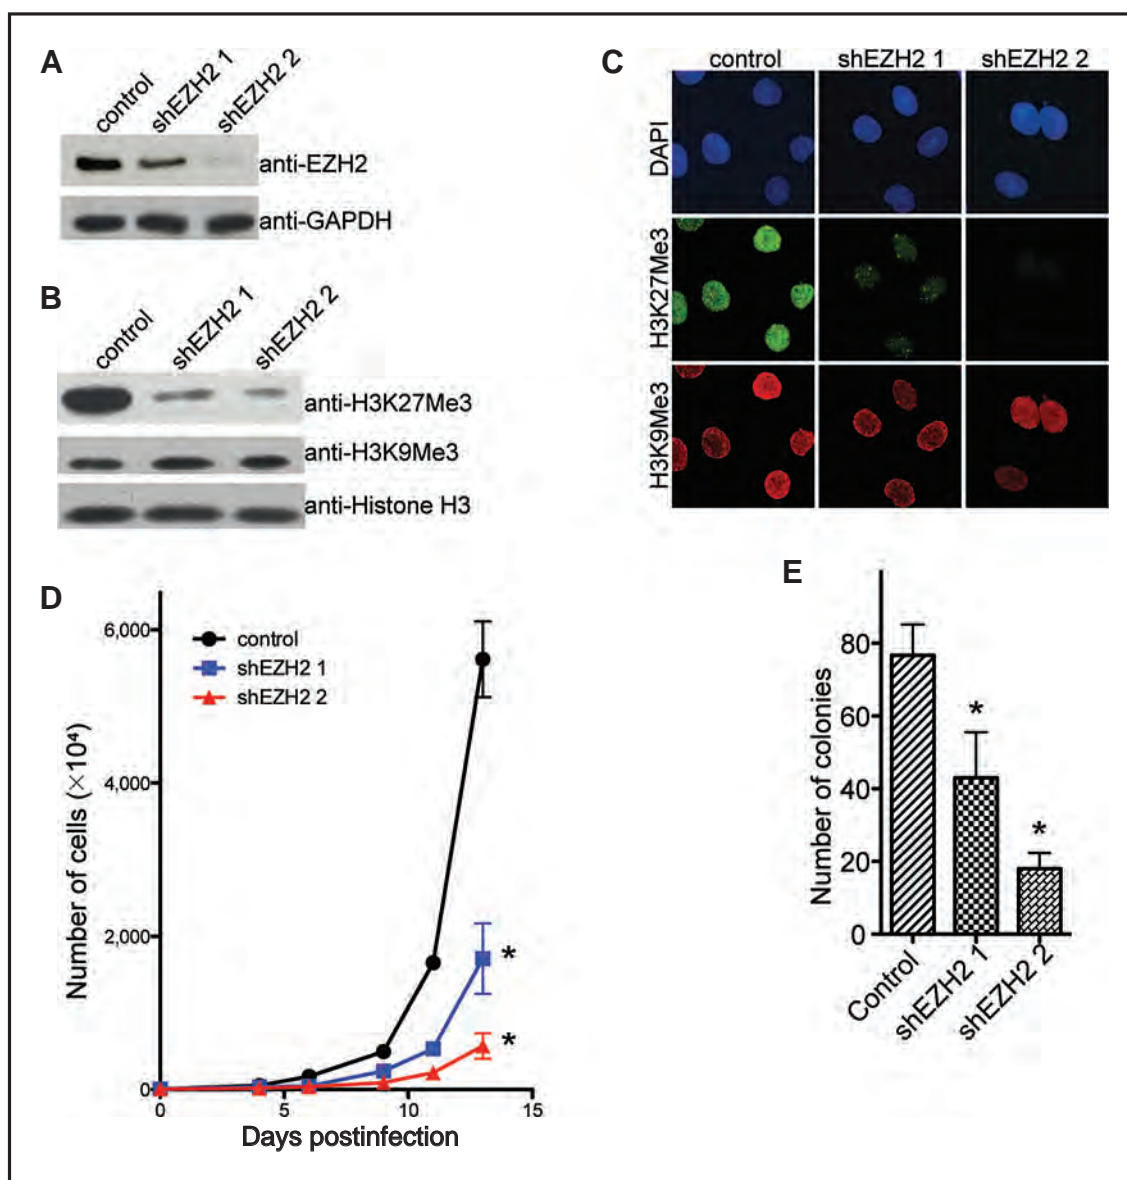 A
control
shEZH2 1
shEZH2 2
anti-EZH2
anti-GAPDH
B
control
shEZH2 1
shEZH2 2
anti-H3K27Me3
anti-H3K9Me3
anti-Histone H3
C
control shEZH2 1 shEZH2 2
DAPI
H3K27Me3
H3K9Me3
D
Number of cells (×10⁴)
6,000
4,000
2,000
0
control
shEZH2 1
shEZH2 2
*
*
0 5 10 15
Days postinfection
E
Number of colonies
80
60
40
20
0
*
*
Control
shEZH2 1
shEZH2 2